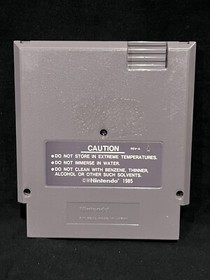 CAUTION
REV-A
•DO NOT STORE IN EXTREME TEMPERATURES.
•DO NOT IMMERSE IN WATER.
•DO NOT CLEAN WITH BENZENE, THINNER,
ALCOHOL OR OTHER SUCH SOLVENTS.
©Nintendo® 1985